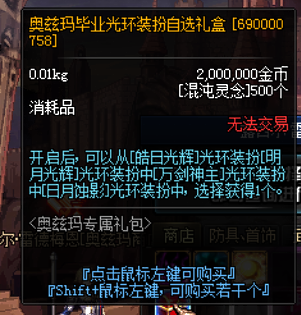 奥兹玛毕业光环装扮自选礼盒 [690000
758]
0.01kg
2,000,000金币
[混沌灵念]500个
消耗品
无法交易
开启后，可以从[皓日光辉]光环装扮[明
月光辉]光环装扮中[万剑神主]光环装扮
中[日月蚀影]光环装扮中，选择获得1个。
<奥兹玛专属礼包>
『点击鼠标左键可购买』
『Shift+鼠标左键，可购买若干个』
商店
防具、首饰